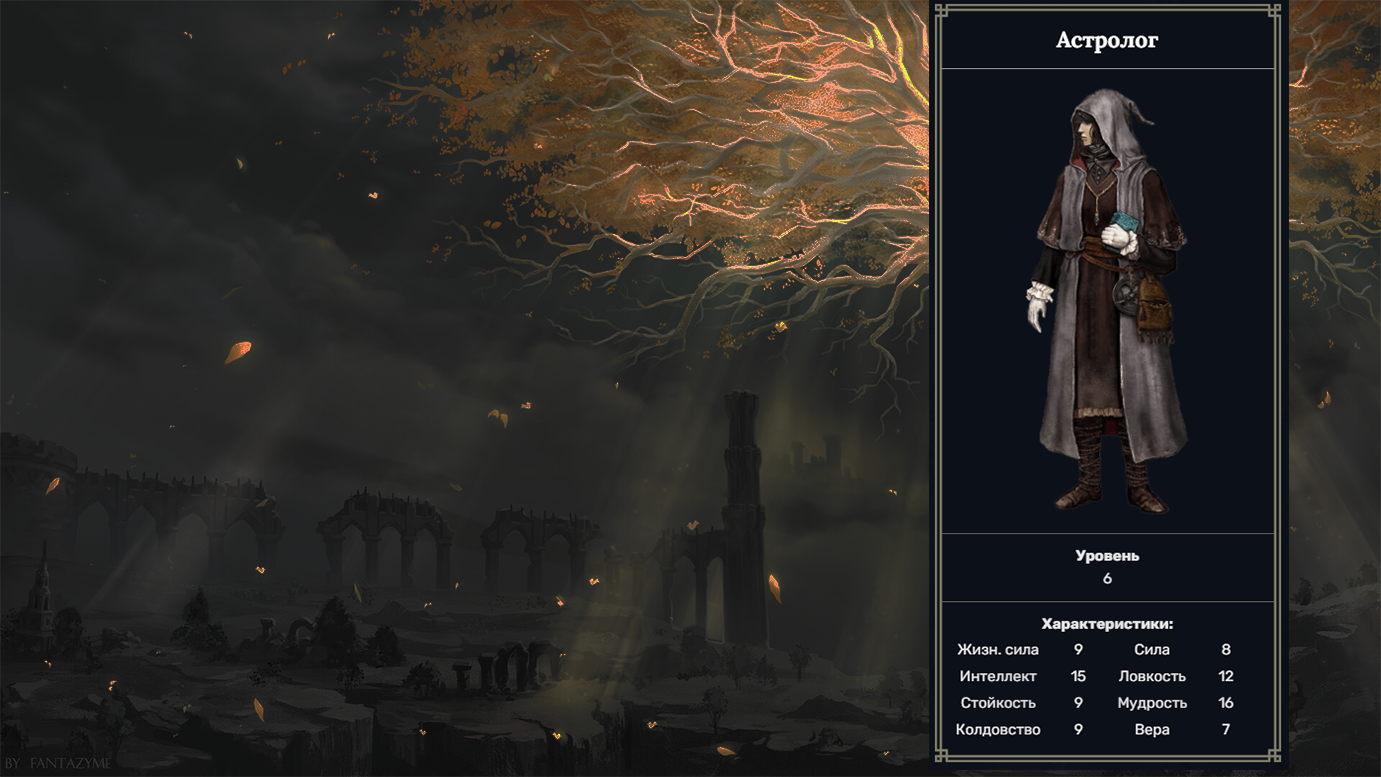 Астролог
Уровень
6
Характеристики:
Жизн. сила 9 Сила 8
Интеллект 15 Ловкость 12
Стойкость 9 Мудрость 16
Колдовство 9 Вера 7
BY FANTAZYME